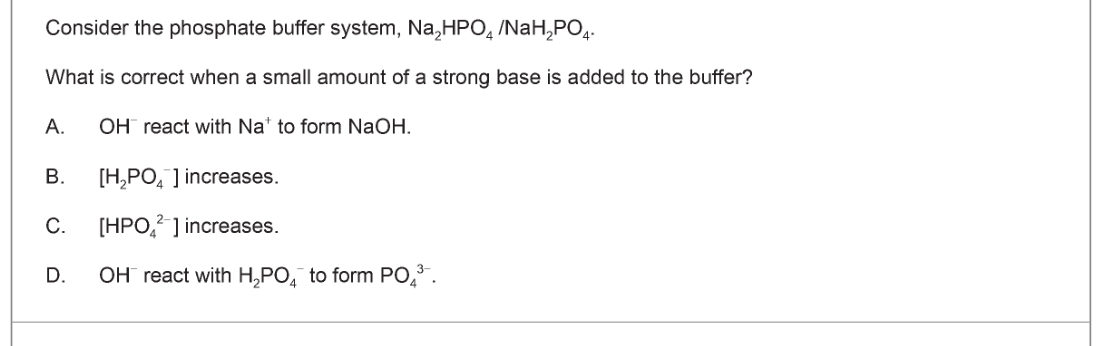 Consider the phosphate buffer system, Na₂HPO₄ /NaH₂PO₄.
What is correct when a small amount of a strong base is added to the buffer?
A. OH⁻ react with Na⁺ to form NaOH.
B. [H₂PO₄⁻] increases.
C. [HPO₄²⁻] increases.
D. OH⁻ react with H₂PO₄⁻ to form PO₄³⁻.